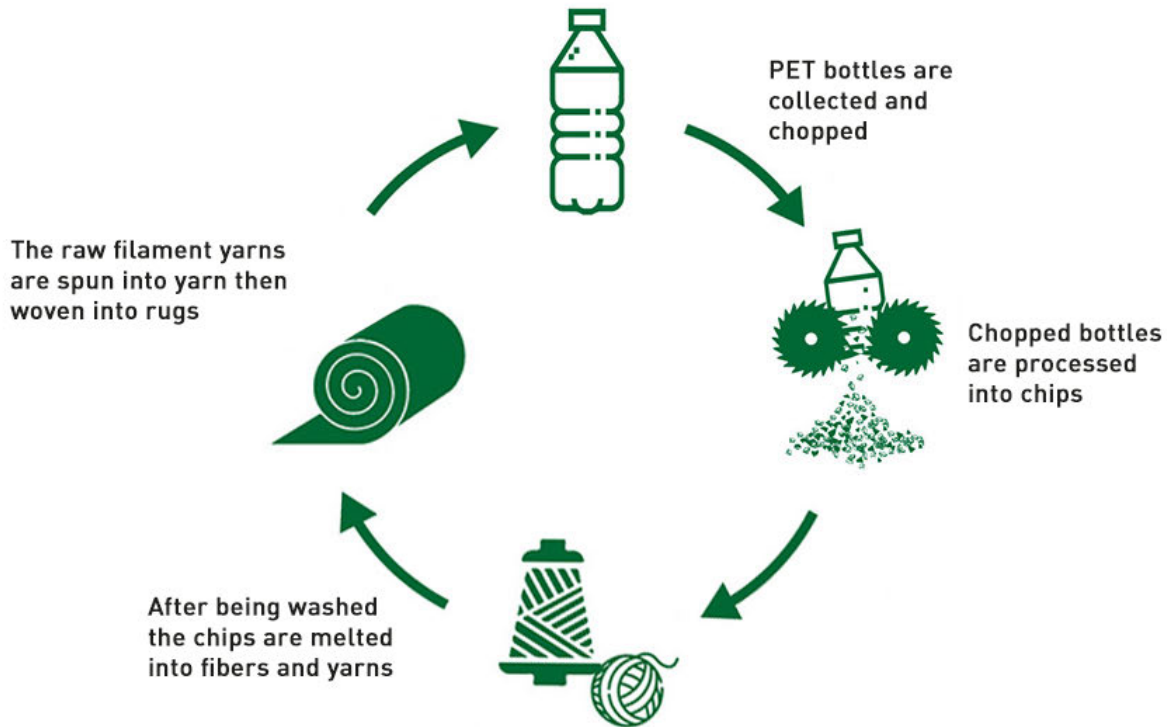 PET bottles are
collected and
chopped
Chopped bottles
are processed
into chips
After being washed
the chips are melted
into fibers and yarns
The raw filament yarns
are spun into yarn then
woven into rugs